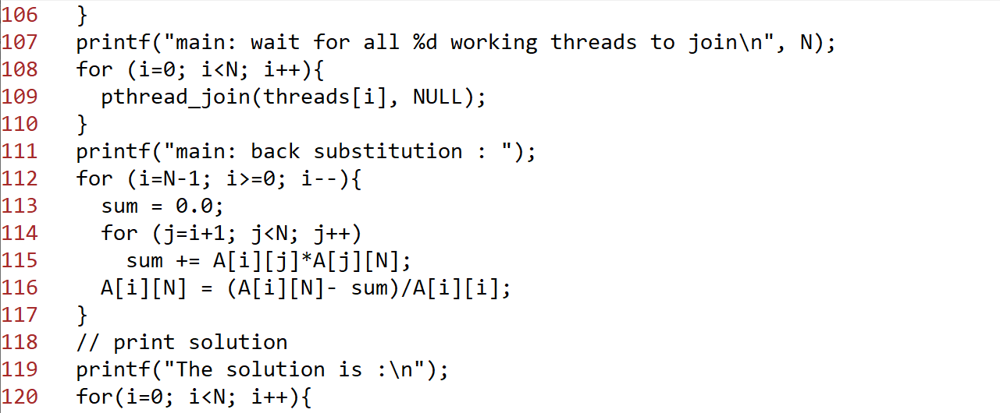 106   }
107   printf("main: wait for all %d working threads to join\n", N);
108   for (i=0; i<N; i++){
109     pthread_join(threads[i], NULL);
110   }
111   printf("main: back substitution : ");
112   for (i=N-1; i>=0; i--){
113     sum = 0.0;
114     for (j=i+1; j<N; j++)
115       sum += A[i][j]*A[j][N];
116     A[i][N] = (A[i][N]- sum)/A[i][i];
117   }
118   // print solution
119   printf("The solution is :\n");
120   for(i=0; i<N; i++){